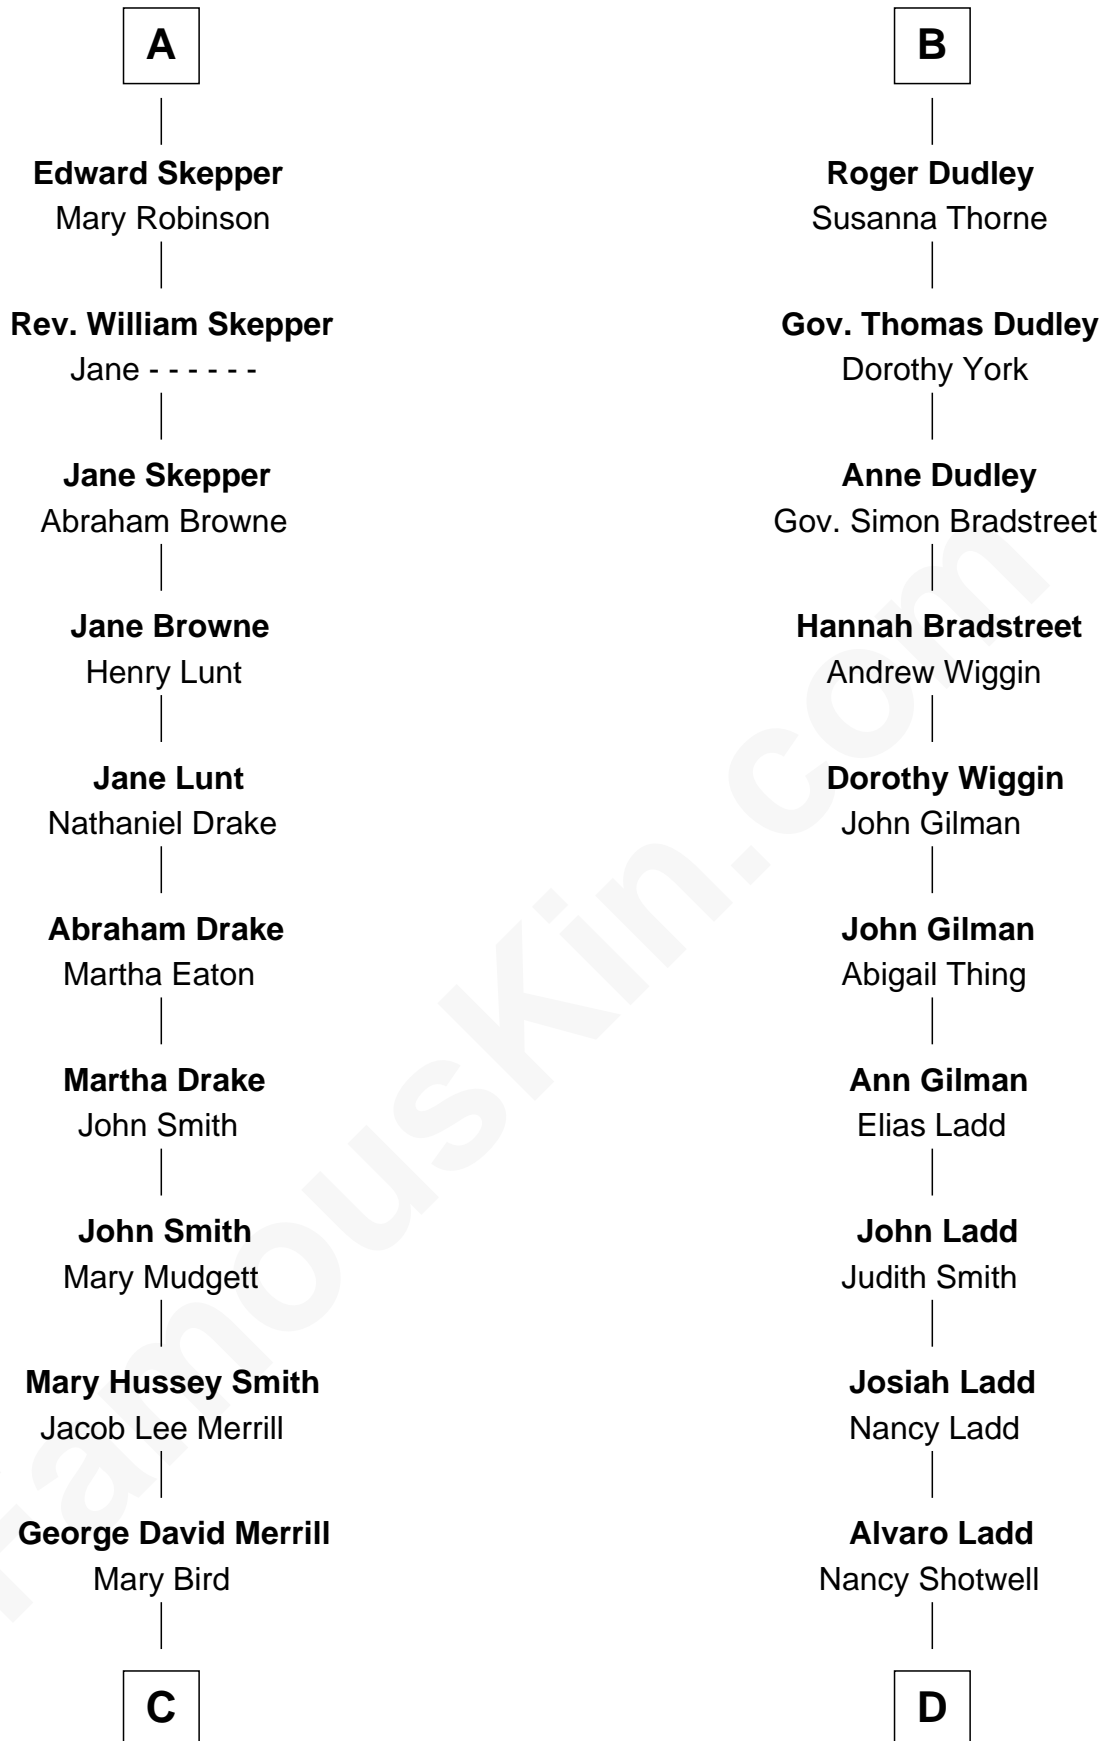 A
Edward Skepper
Mary Robinson
Rev. William Skepper
Jane - - - - - -
Jane Skepper
Abraham Browne
Jane Browne
Henry Lunt
Jane Lunt
Nathaniel Drake
Abraham Drake
Martha Eaton
Martha Drake
John Smith
John Smith
Mary Mudgett
Mary Hussey Smith
Jacob Lee Merrill
George David Merrill
Mary Bird
C
B
Roger Dudley
Susanna Thorne
Gov. Thomas Dudley
Dorothy York
Anne Dudley
Gov. Simon Bradstreet
Hannah Bradstreet
Andrew Wiggin
Dorothy Wiggin
John Gilman
John Gilman
Abigail Thing
Ann Gilman
Elias Ladd
John Ladd
Judith Smith
Josiah Ladd
Nancy Ladd
Alvaro Ladd
Nancy Shotwell
D
FamousKin.com